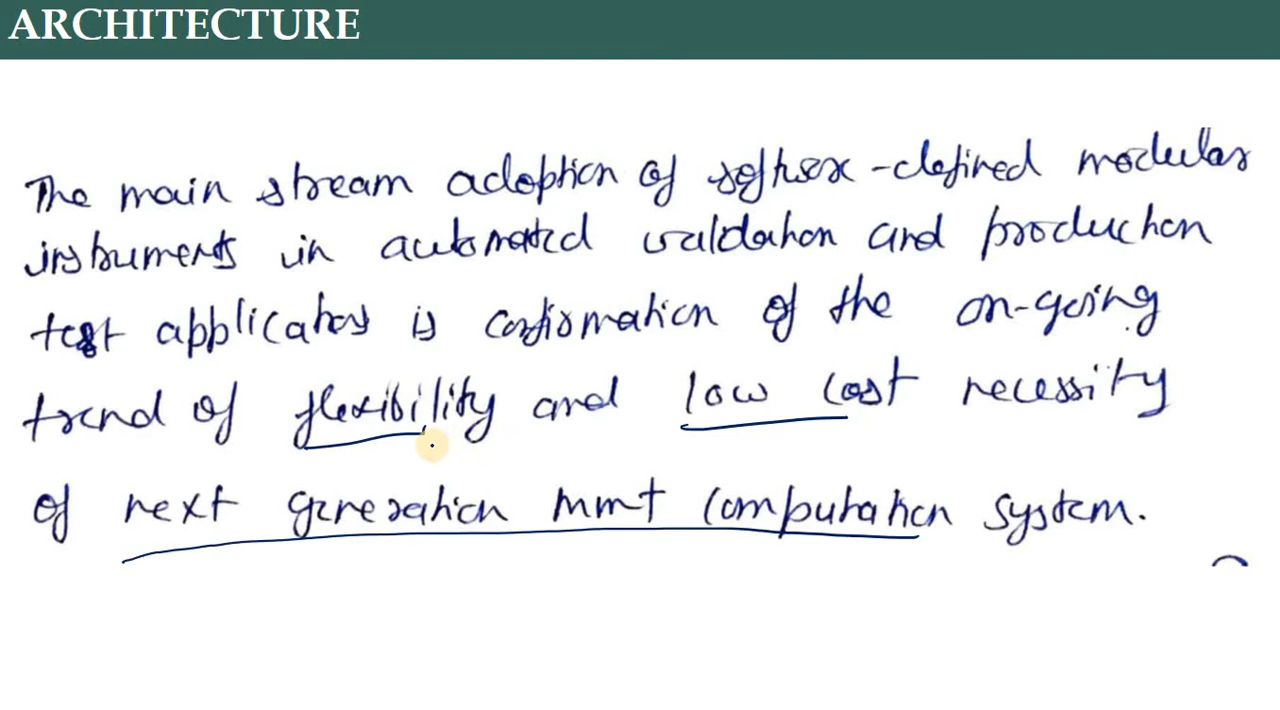 ARCHITECTURE
The main stream adoption of software-defined modular
instruments in automated validation and production
test applications is confirmation of the on-going
trend of flexibility and low cost necessity
of next generation mmt computation system.